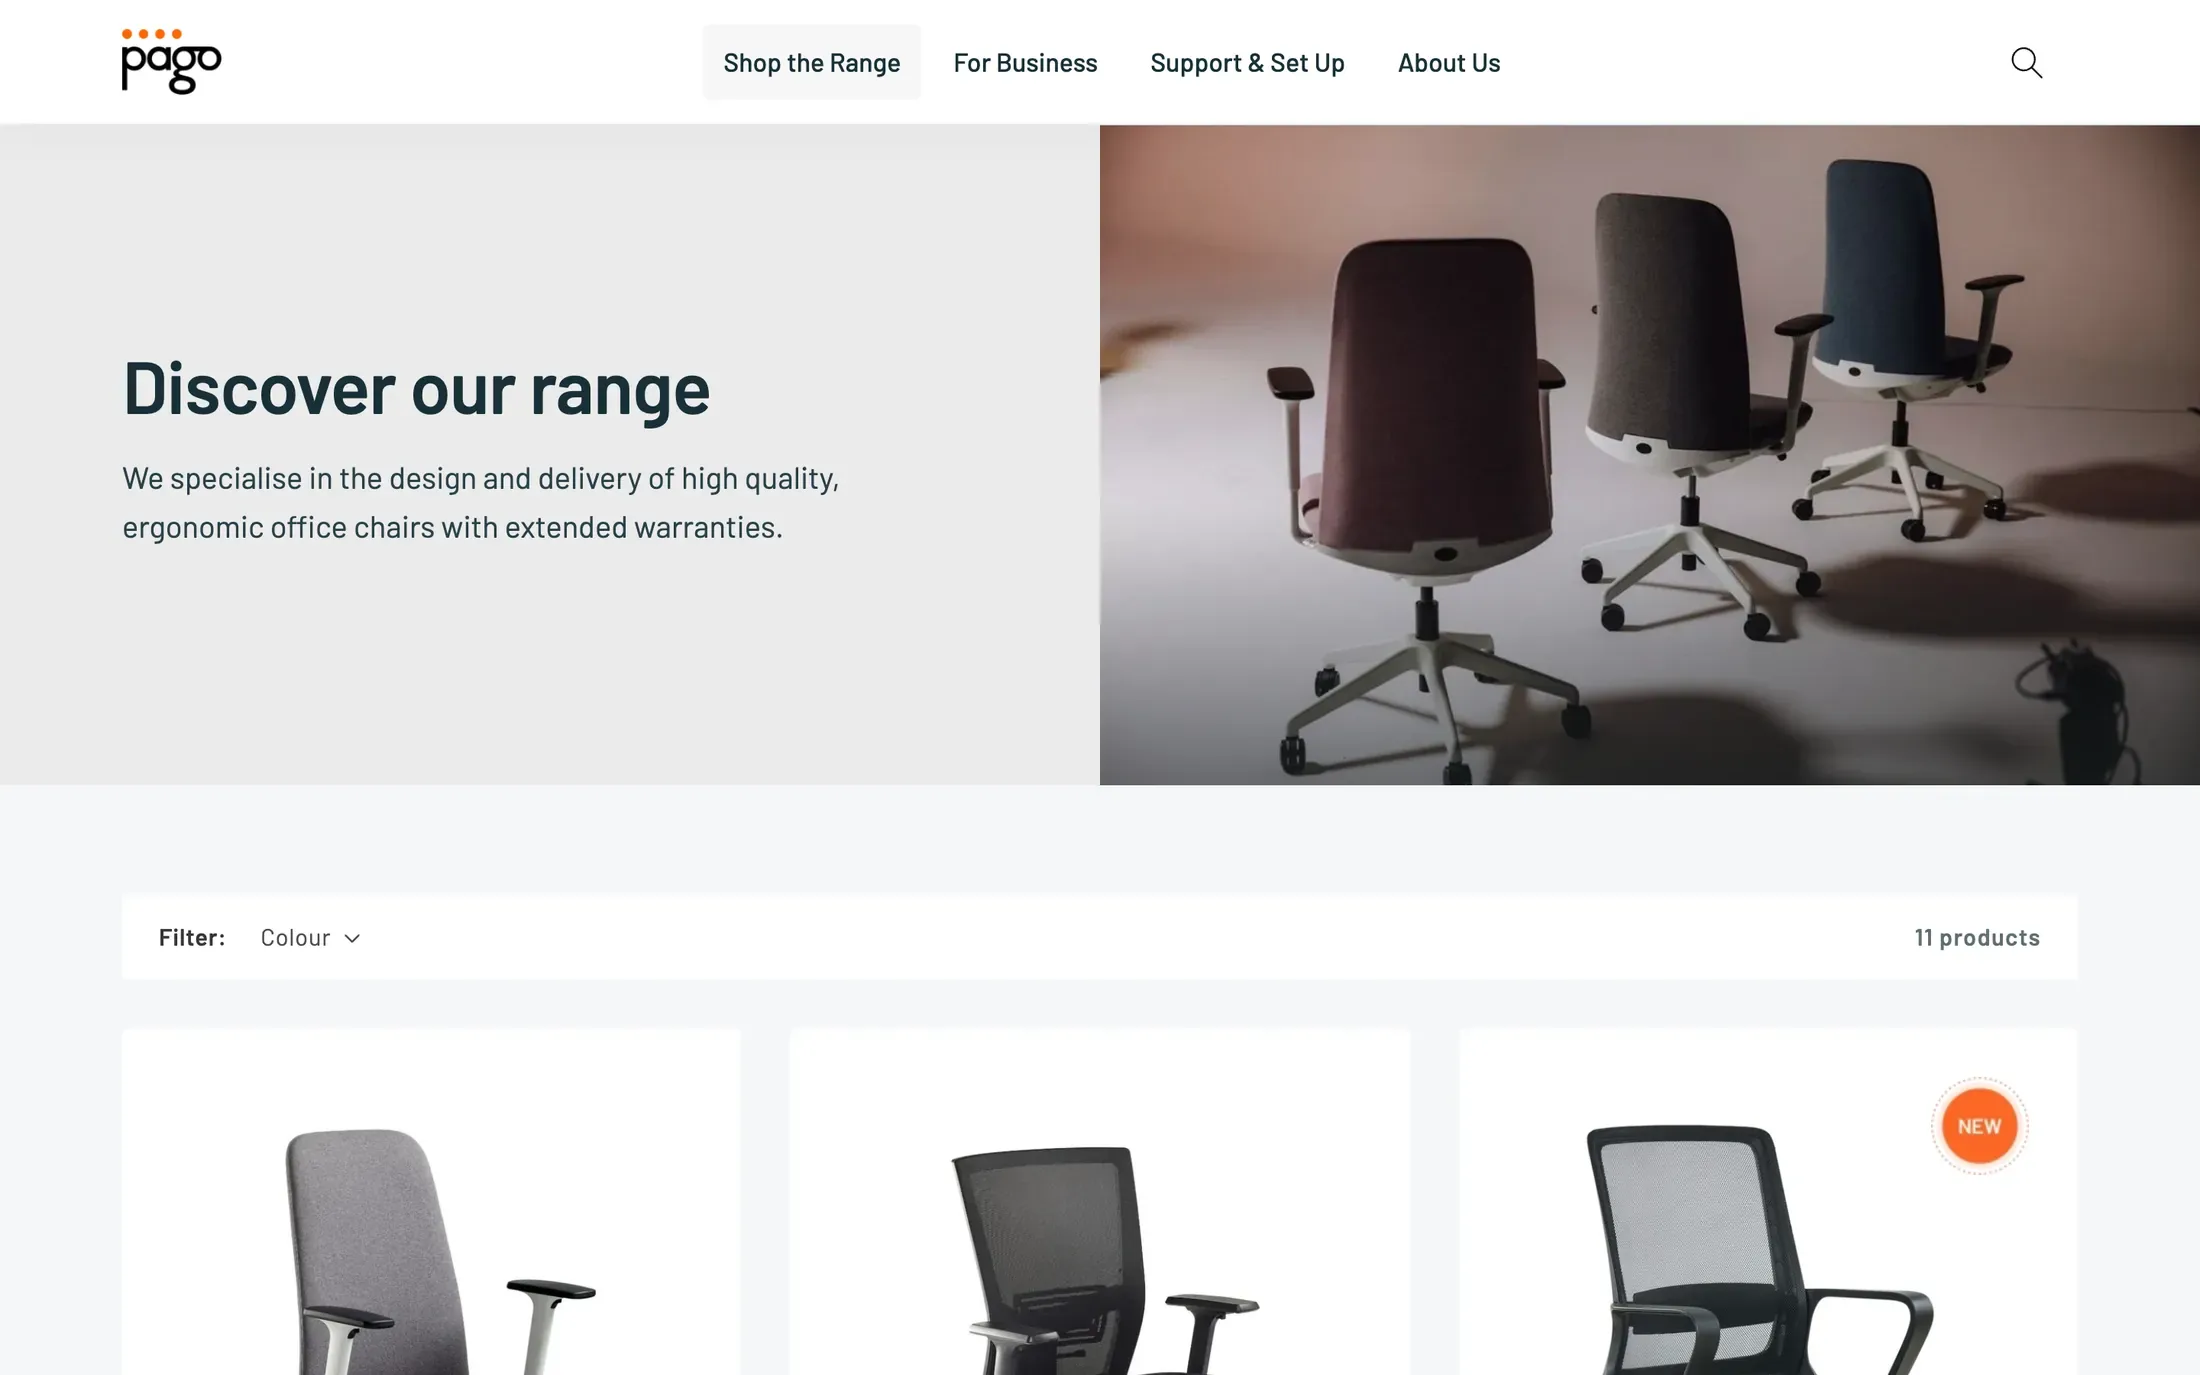 pago
Shop the Range
For Business
Support & Set Up
About Us
Discover our range
We specialise in the design and delivery of high quality,
ergonomic office chairs with extended warranties.
Filter:
Colour
11 products
NEW